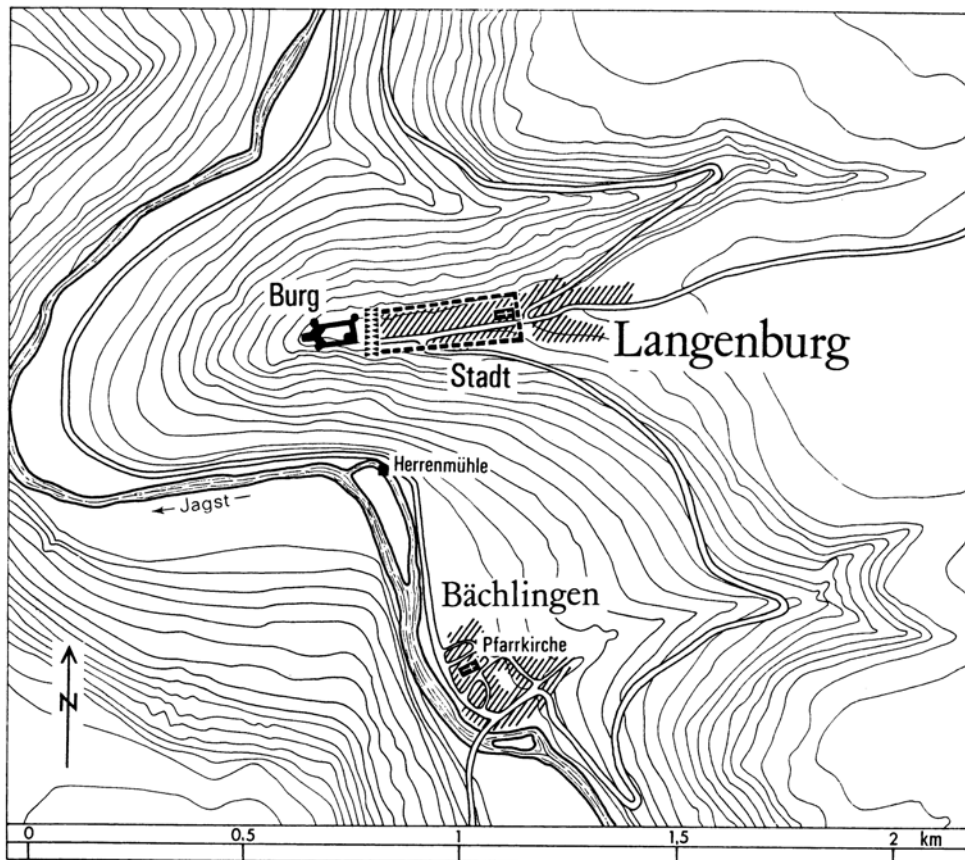 Burg
Langenburg
Stadt
Herrenmühle
← Jagst
Bächlingen
Pfarrkirche
N
0 0.5 1 1,5 2 km